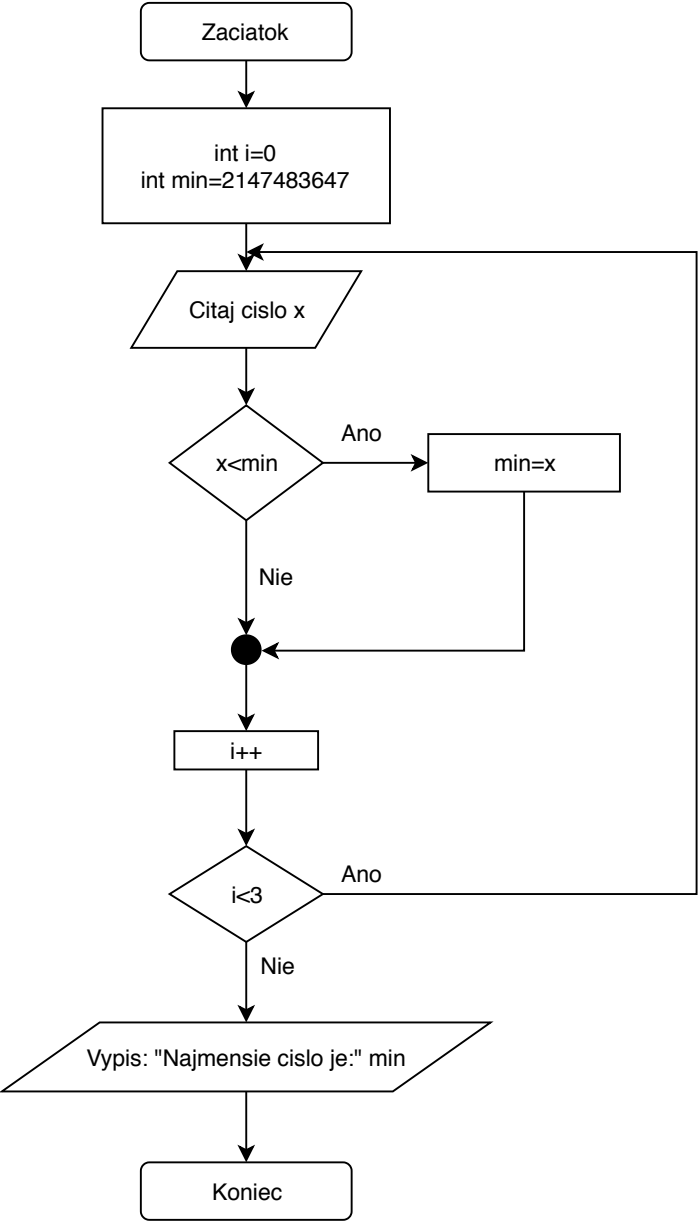 Zaciatok
int i=0
int min=2147483647
Citaj cislo x
x<min
Ano
min=x
Nie
i++
i<3
Ano
Nie
Vypis: "Najmensie cislo je:" min
Koniec